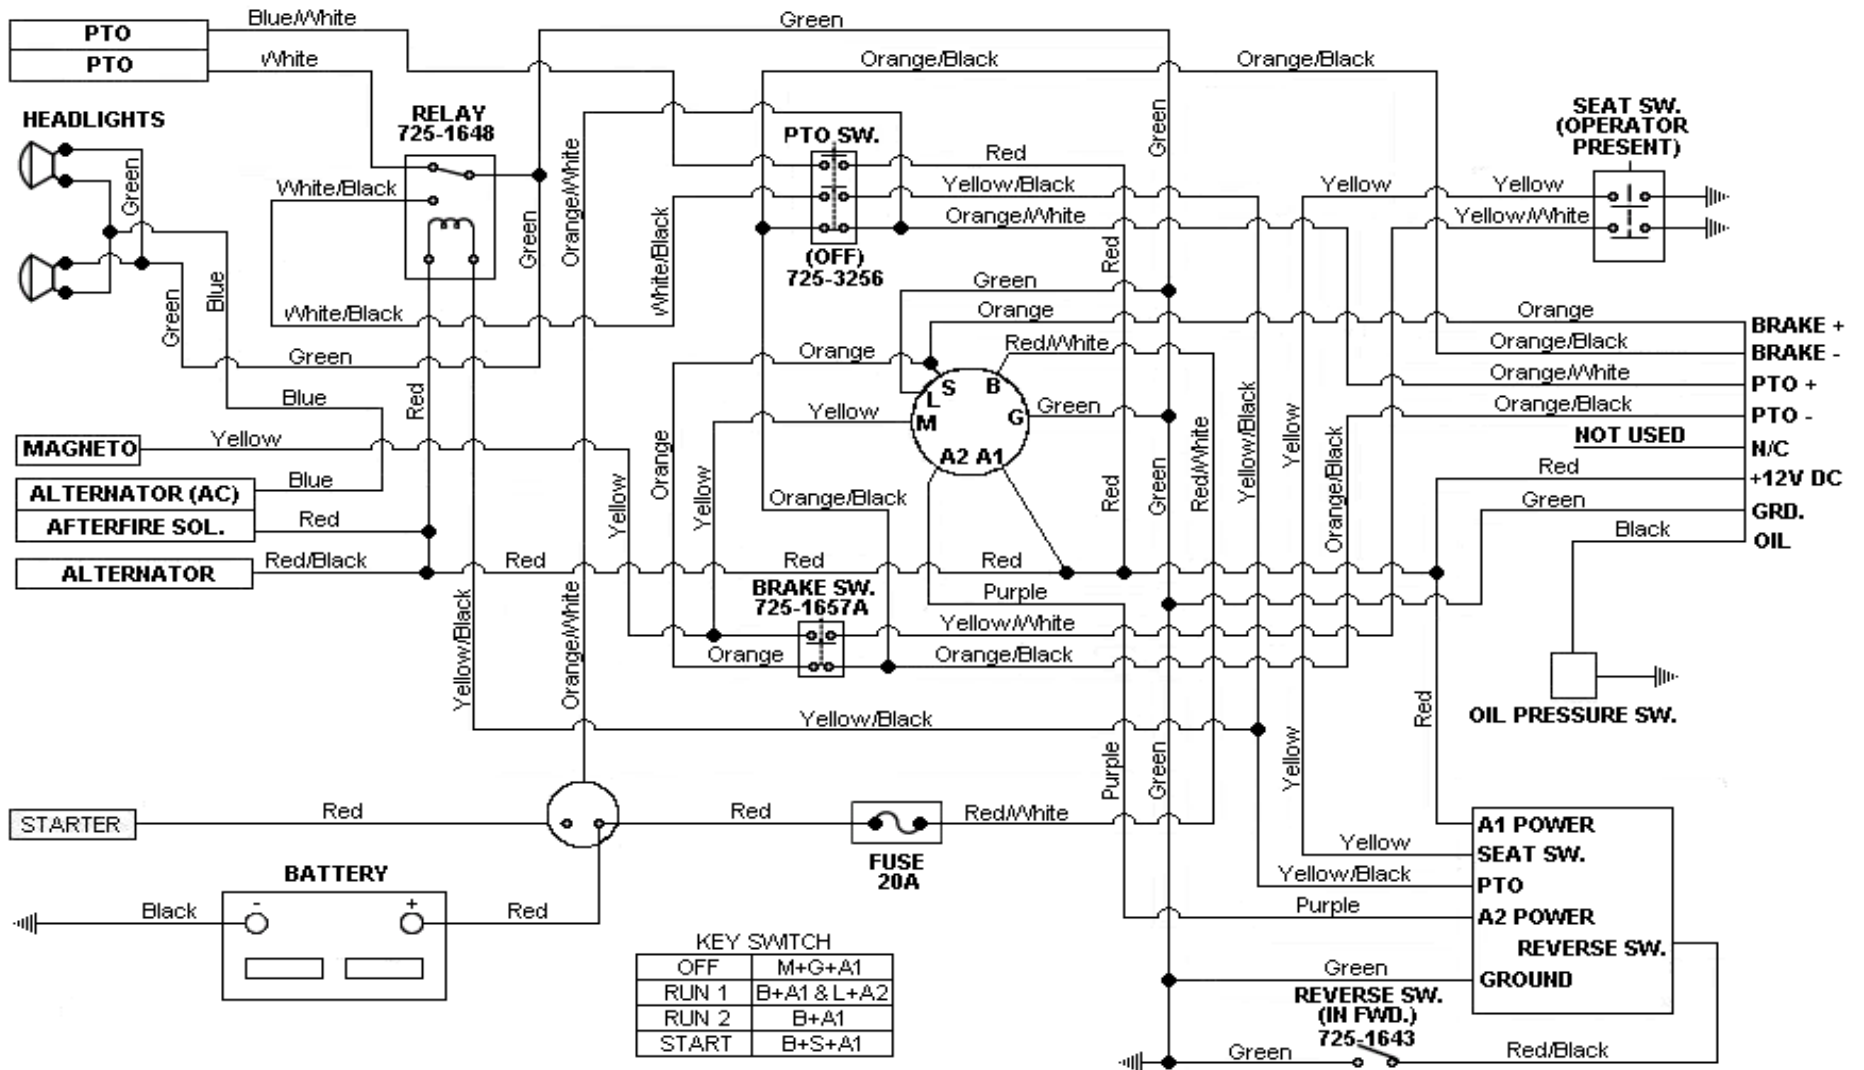 Blue/White
Green
PTO
White
PTO
Orange/Black
Orange/Black
HEADLIGHTS
RELAY
725-1648
PTO SW.
SEAT SW.
(OPERATOR
PRESENT)
Green
Green
Orange/White
White/Black
Red
Yellow/Black
Orange/White
Yellow
Yellow
Yellow/White
(OFF)
725-3256
Green
Blue
Green
White/Black
Red
White/Black
Green
Green
Orange
Orange
Orange/Black
BRAKE +
BRAKE -
Green
Orange
Red/White
Orange/White
PTO +
Orange/Black
PTO -
S
B
L
M
G
A2
A1
Yellow
Green
Blue
Red
NOT USED
N/C
MAGNETO
Yellow
Orange
Yellow
Yellow
Red
Green
Red/White
Yellow/Black
Yellow
Orange/Black
Red
+12V DC
ALTERNATOR (AC)
Blue
Orange/Black
Green
GRD.
AFTERFIRE SOL.
Red
Black
OIL
ALTERNATOR
Red/Black
Red
Red
Red
BRAKE SW.
725-1657A
Purple
Yellow/White
Orange
Orange/Black
Yellow/Black
Orange/White
Yellow/Black
Purple
Green
Yellow
Red
OIL PRESSURE SW.
STARTER
Red
Red
Red/White
FUSE
20A
A1 POWER
Yellow
SEAT SW.
Yellow/Black
PTO
Purple
A2 POWER
REVERSE SW.
Green
GROUND
BATTERY
Black
-
+
Red
KEY SWITCH
OFF M+G+A1
RUN 1 B+A1 & L+A2
RUN 2 B+A1
START B+S+A1
REVERSE SW.
(IN FWD.)
725-1643
Green
Red/Black